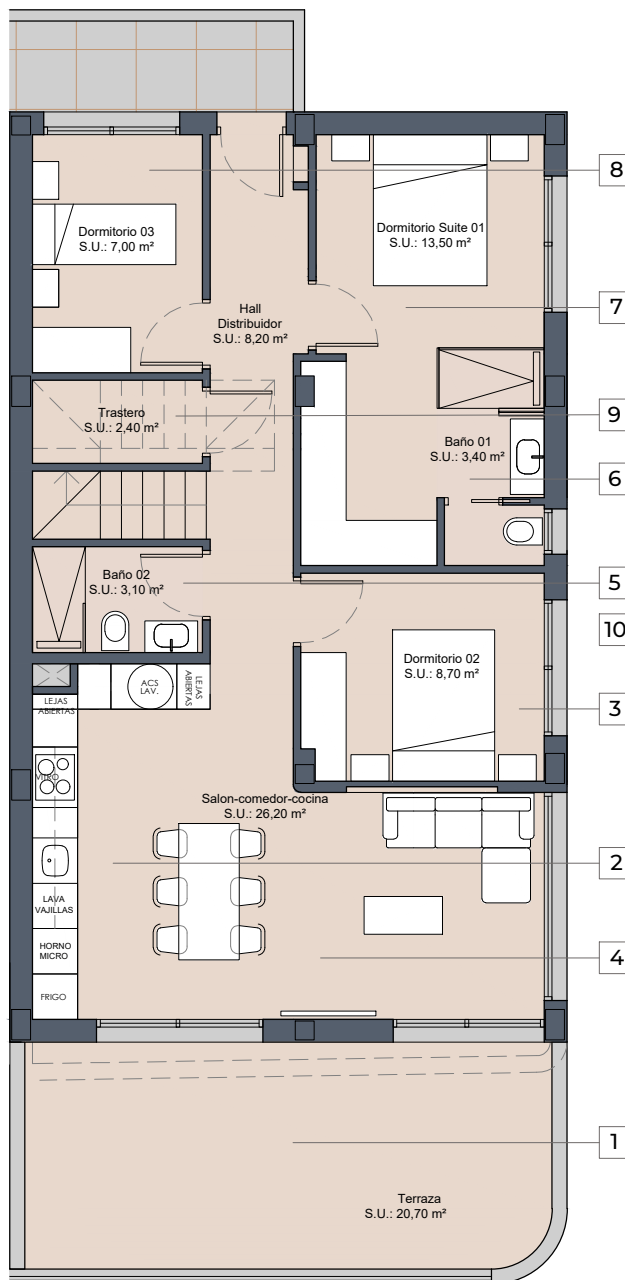 8
Dormitorio 03
S.U.: 7,00 m²
Dormitorio Suite 01
S.U.: 13,50 m²
7
Hall
Distribuidor
S.U.: 8,20 m²
9
Trastero
S.U.: 2,40 m²
Baño 01
S.U.: 3,40 m²
6
Baño 02
S.U.: 3,10 m²
5
10
Dormitorio 02
S.U.: 8,70 m²
3
ACS
LAV.
LEJAS
ABIERTAS
LEJAS
ABIERTAS
VITRO
Salon-comedor-cocina
S.U.: 26,20 m²
2
LAVA
VAJILLAS
HORNO
MICRO
4
FRIGO
1
Terraza
S.U.: 20,70 m²